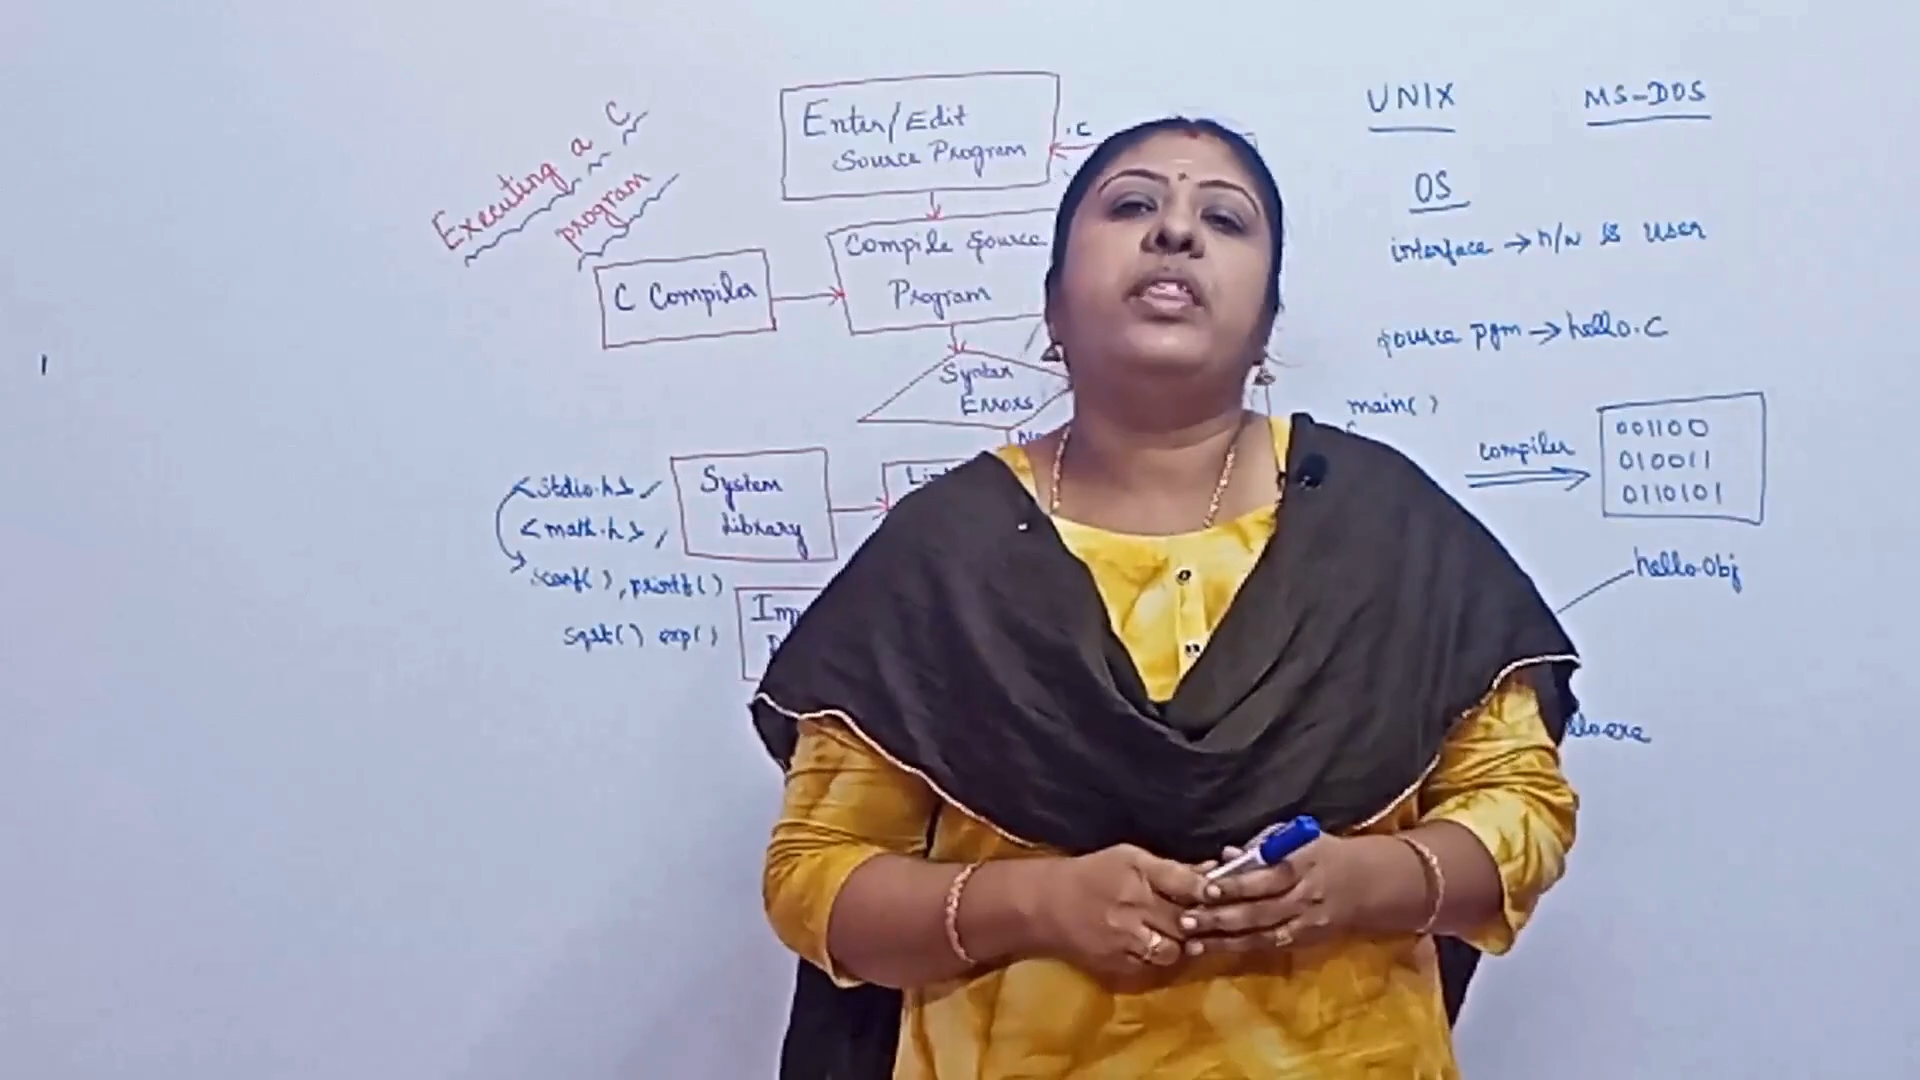 Executing a C
program
Enter/Edit
Source Program
.C
C Compiler
Compile Source
Program
Syntax
Errors
No
<stdio.h>
<math.h>
System
Library
scanf( ), printf( )
sqrt( ) exp( )
UNIX
MS-DOS
OS
interface → h/w & user
source pgm → hello.C
main( )
compiler
001100
010011
0110101
hello.obj